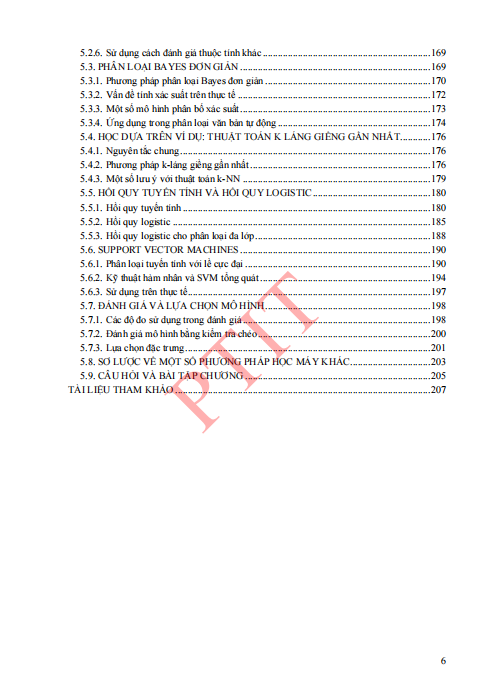 5.2.6. Sử dụng cách đánh giá thuộc tính khác ........ 169
5.3. PHÂN LOẠI BAYES ĐƠN GIẢN ........ 169
5.3.1. Phương pháp phân loại Bayes đơn giản ........ 170
5.3.2. Vấn đề tính xác suất trên thực tế ........ 172
5.3.3. Một số mô hình phân bố xác suất ........ 173
5.3.4. Ứng dụng trong phân loại văn bản tự động ........ 174
5.4. HỌC DỰA TRÊN VÍ DỤ: THUẬT TOÁN K LÁNG GIỀNG GẦN NHẤT ........ 176
5.4.1. Nguyên tắc chung ........ 176
5.4.2. Phương pháp k-láng giềng gần nhất ........ 176
5.4.3. Một số lưu ý với thuật toán k-NN ........ 179
5.5. HỒI QUY TUYẾN TÍNH VÀ HỒI QUY LOGISTIC ........ 180
5.5.1. Hồi quy tuyến tính ........ 180
5.5.2. Hồi quy logistic ........ 185
5.5.3. Hồi quy logistic cho phân loại đa lớp ........ 188
5.6. SUPPORT VECTOR MACHINES ........ 190
5.6.1. Phân loại tuyến tính với lề cực đại ........ 190
5.6.2. Kỹ thuật hàm nhân và SVM tổng quát ........ 194
5.6.3. Sử dụng trên thực tế ........ 197
5.7. ĐÁNH GIÁ VÀ LỰA CHỌN MÔ HÌNH ........ 198
5.7.1. Các độ đo sử dụng trong đánh giá ........ 198
5.7.2. Đánh giá mô hình bằng kiểm tra chéo ........ 200
5.7.3. Lựa chọn đặc trưng ........ 201
5.8. SƠ LƯỢC VỀ MỘT SỐ PHƯƠNG PHÁP HỌC MÁY KHÁC ........ 203
5.9. CÂU HỎI VÀ BÀI TẬP CHƯƠNG ........ 205
TÀI LIỆU THAM KHẢO ........ 207
PTIT
6